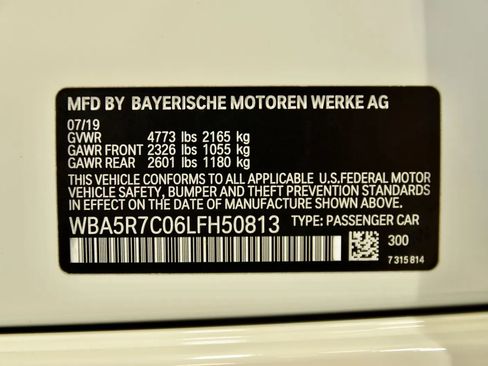 MFD BY BAYERISCHE MOTOREN WERKE AG
07/19
GVWR 4773 lbs 2165 kg
GAWR FRONT 2326 lbs 1055 kg
GAWR REAR 2601 lbs 1180 kg
THIS VEHICLE CONFORMS TO ALL APPLICABLE U.S.FEDERAL MOTOR
VEHICLE SAFETY, BUMPER AND THEFT PREVENTION STANDARDS
IN EFFECT ON THE DATE OF MANUFACTURE SHOWN ABOVE.
WBA5R7C06LFH50813 TYPE: PASSENGER CAR
300
7 315 814